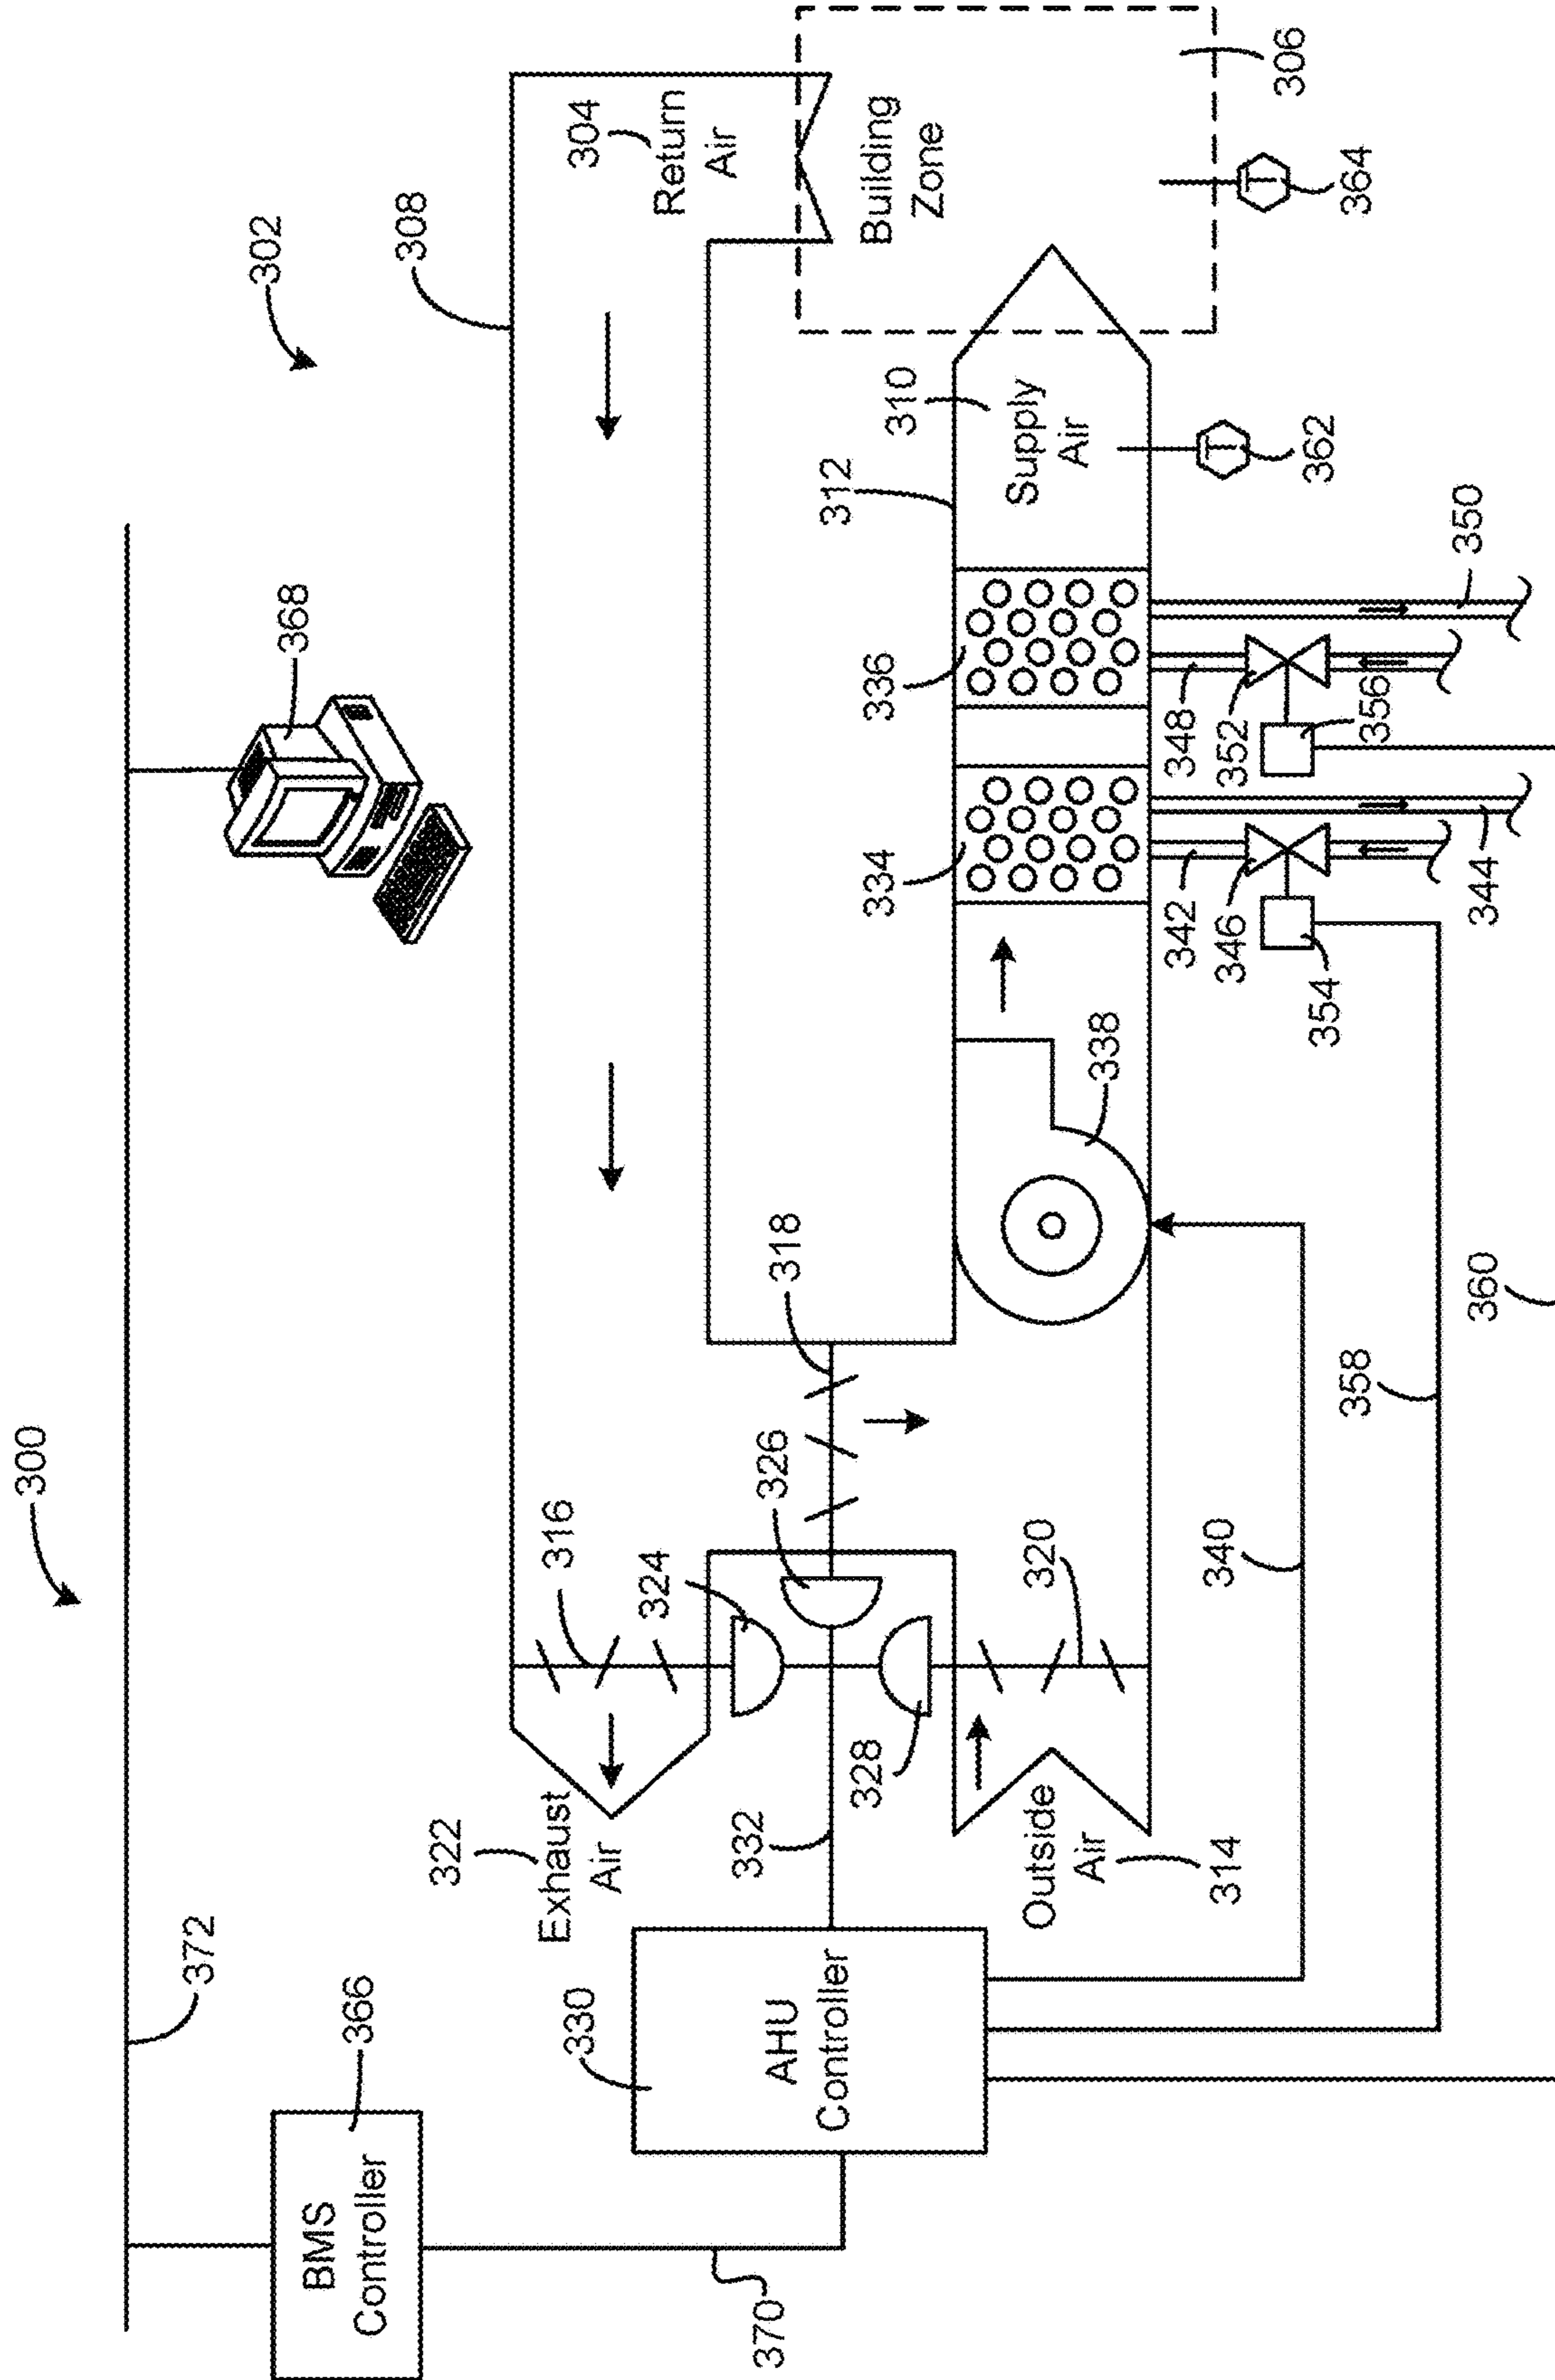 300
372
BMS
Controller
366
370
368
302
308
304
Return
Air
306
Building
Zone
364
322
Exhaust
Air
316
324
326
318
328
332
330
AHU
Controller
Outside
Air
314
320
338
340
334
336
312
310
Supply
Air
362
342
346
354
344
348
352
356
350
358
360